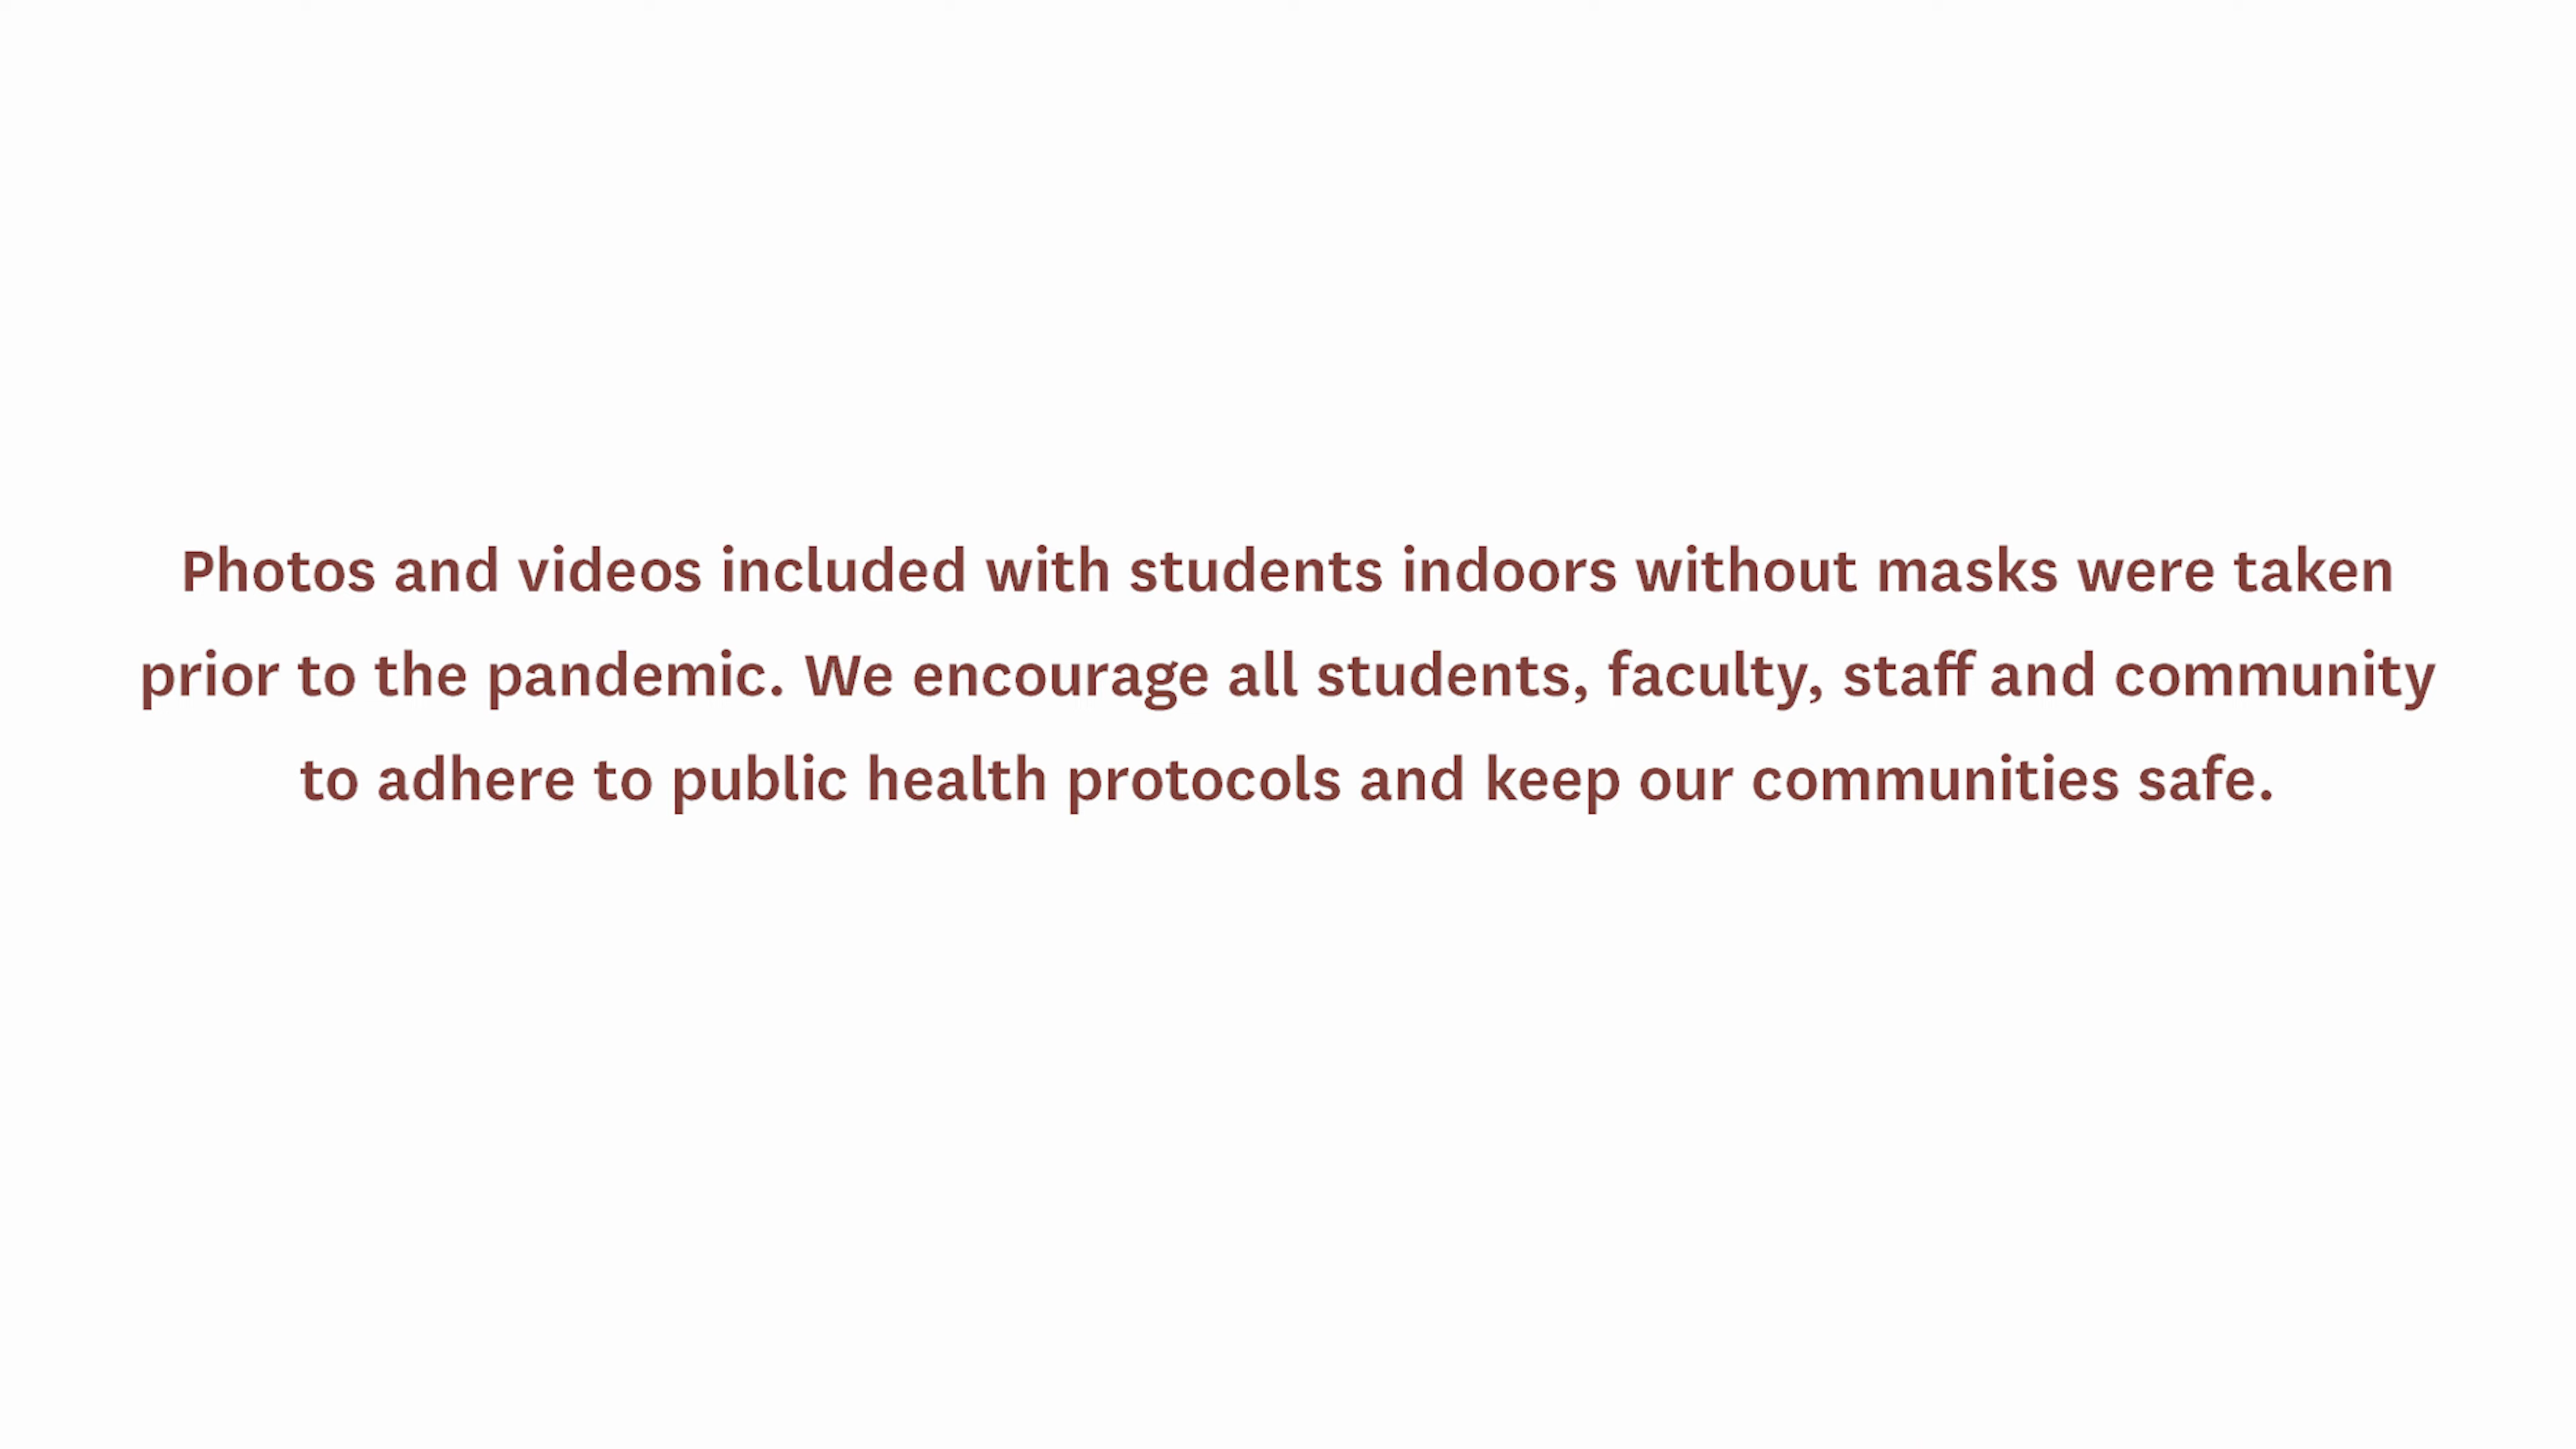 Photos and videos included with students indoors without masks were taken
prior to the pandemic. We encourage all students, faculty, staff and community
to adhere to public health protocols and keep our communities safe.